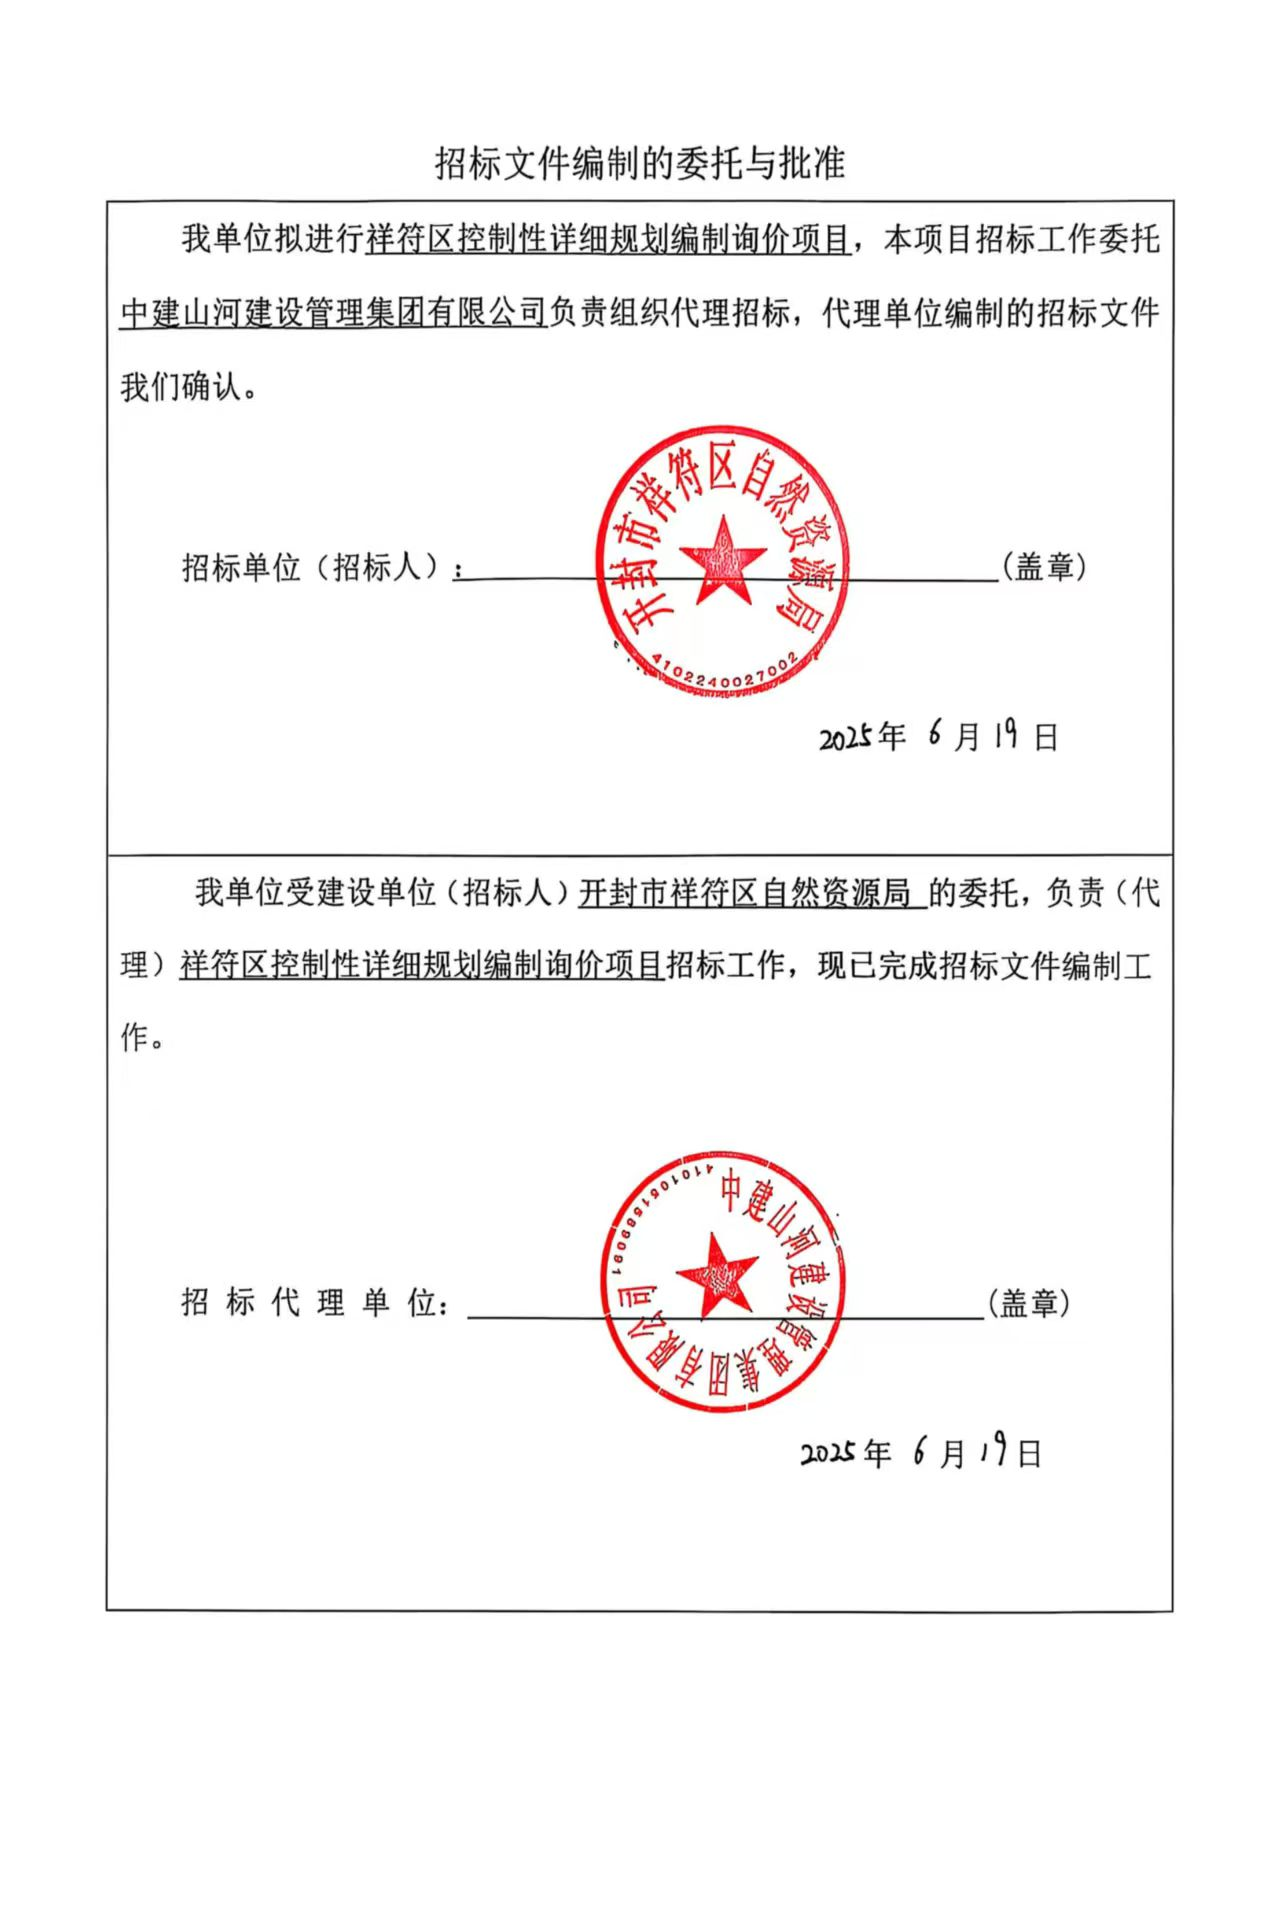 招标文件编制的委托与批准
我单位拟进行祥符区控制性详细规划编制询价项目，本项目招标工作委托
中建山河建设管理集团有限公司负责组织代理招标，代理单位编制的招标文件
我们确认。
开封市祥符区自然资源局
招标单位（招标人）：（盖章）
4102240027002
2025年 6月 19日
我单位受建设单位（招标人）开封市祥符区自然资源局 的委托，负责（代
理）祥符区控制性详细规划编制询价项目招标工作，现已完成招标文件编制工
作。
中建山河建设管理集团有限公司
4101051589091
招 标 代 理 单 位：（盖章）
2025年 6月 19日